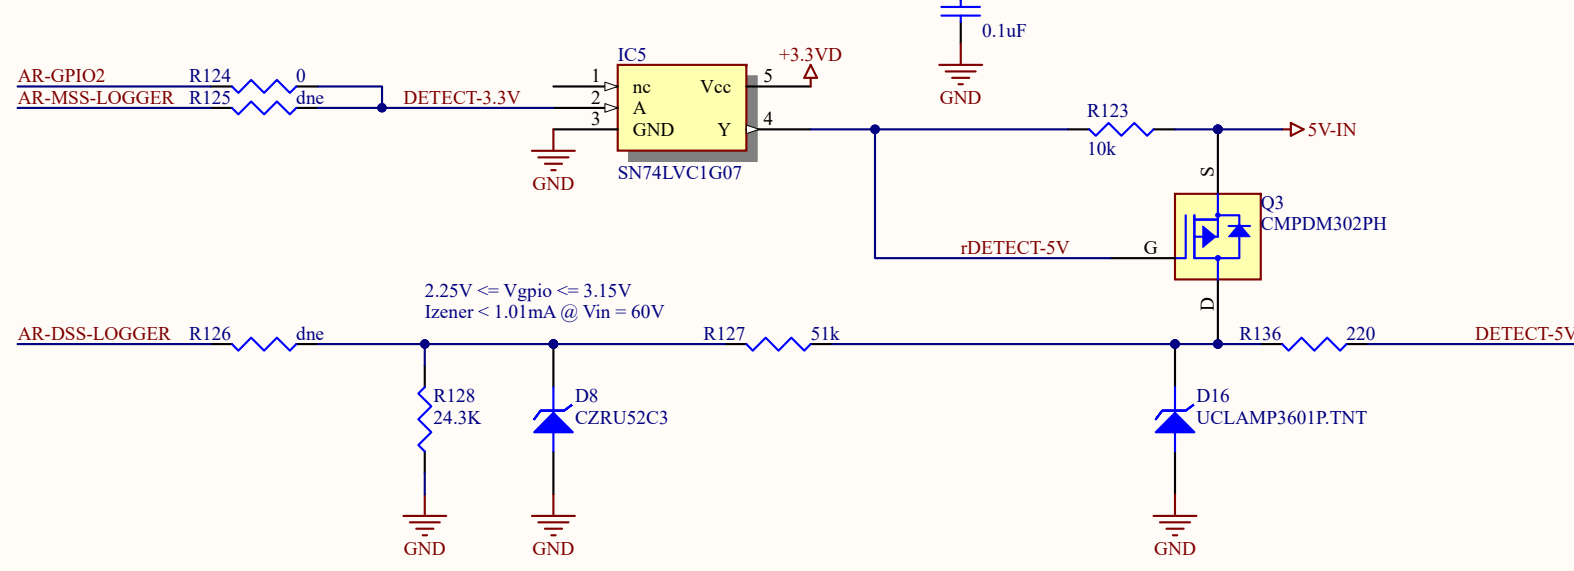 0.1uF
GND
IC5
+3.3VD
AR-GPIO2 R124 0
AR-MSS-LOGGER R125 dne DETECT-3.3V
1 nc Vcc 5
2 A
3 GND Y 4
GND
SN74LVC1G07
R123
10k
5V-IN
S
Q3
CMPDM302PH
rDETECT-5V G
D
2.25V <= Vgpio <= 3.15V
Izener < 1.01mA @ Vin = 60V
AR-DSS-LOGGER R126 dne R127 51k R136 220 DETECT-5V
R128
24.3K
D8
CZRU52C3
D16
UCLAMP3601P.TNT
GND
GND
GND